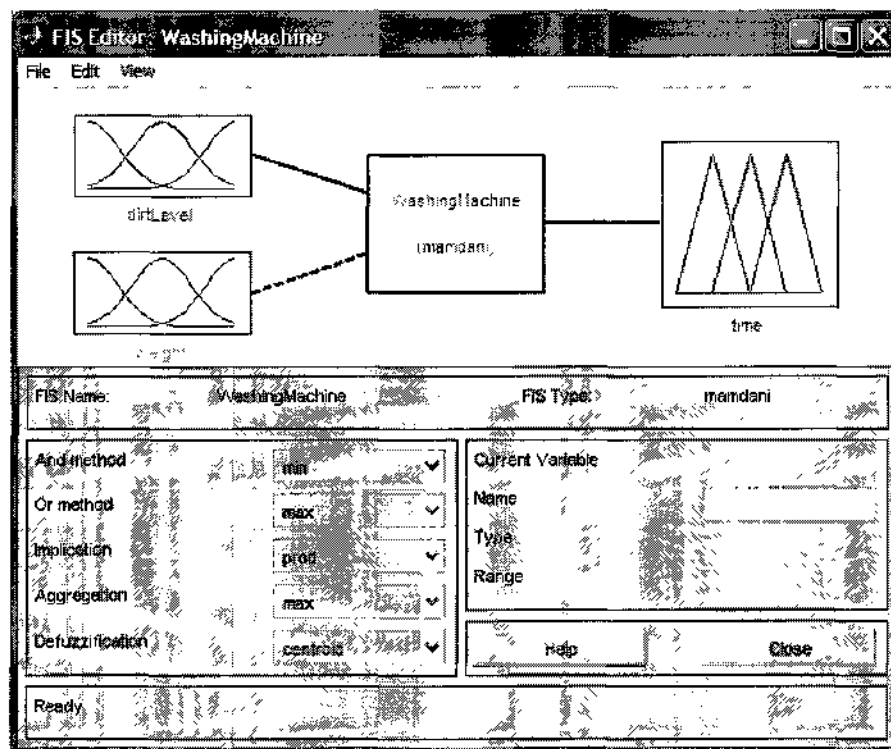 FIS Editor: WashingMachine
File Edit View
dirtLevel
WashingMachine
(mamdani)
time
FIS Name: WashingMachine FIS Type: mamdani
And method min
Or method max
Implication prod
Aggregation max
Defuzzification centroid
Current Variable
Name
Type
Range
Help Close
Ready